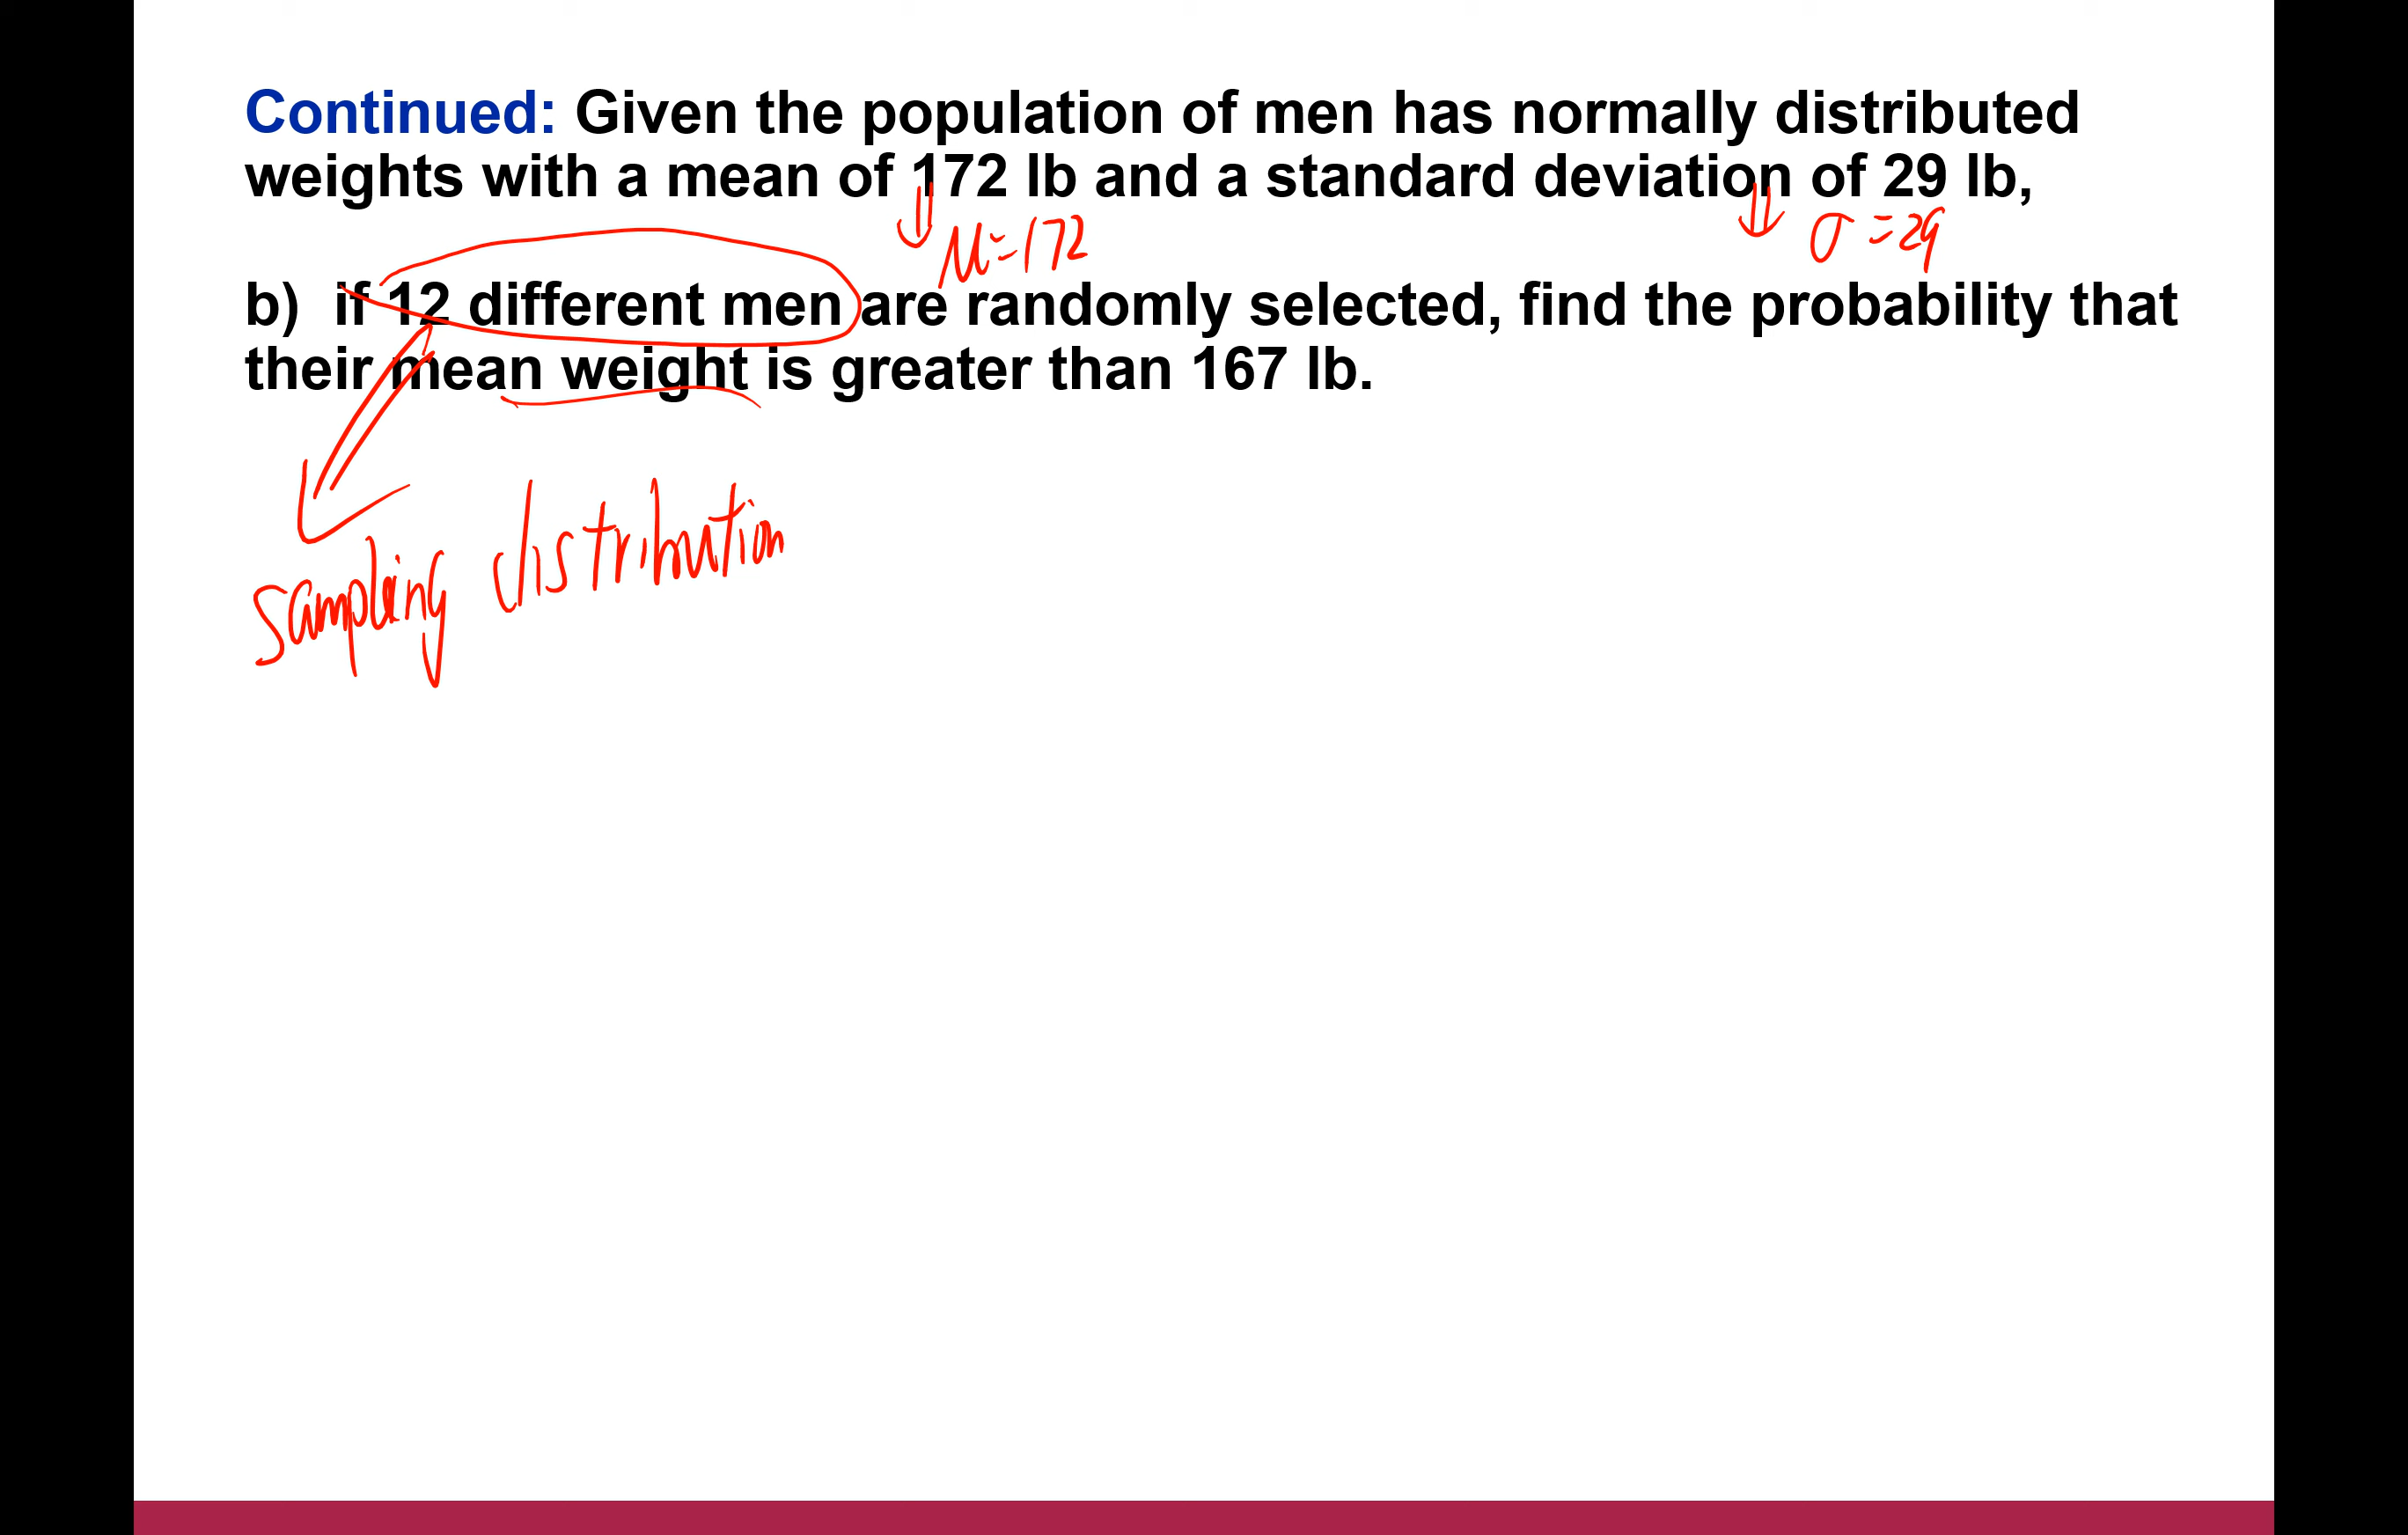 Continued: Given the population of men has normally distributed
weights with a mean of 172 lb and a standard deviation of 29 lb,
μ=172 σ=29
b) if 12 different men are randomly selected, find the probability that
their mean weight is greater than 167 lb.
sampling distribution